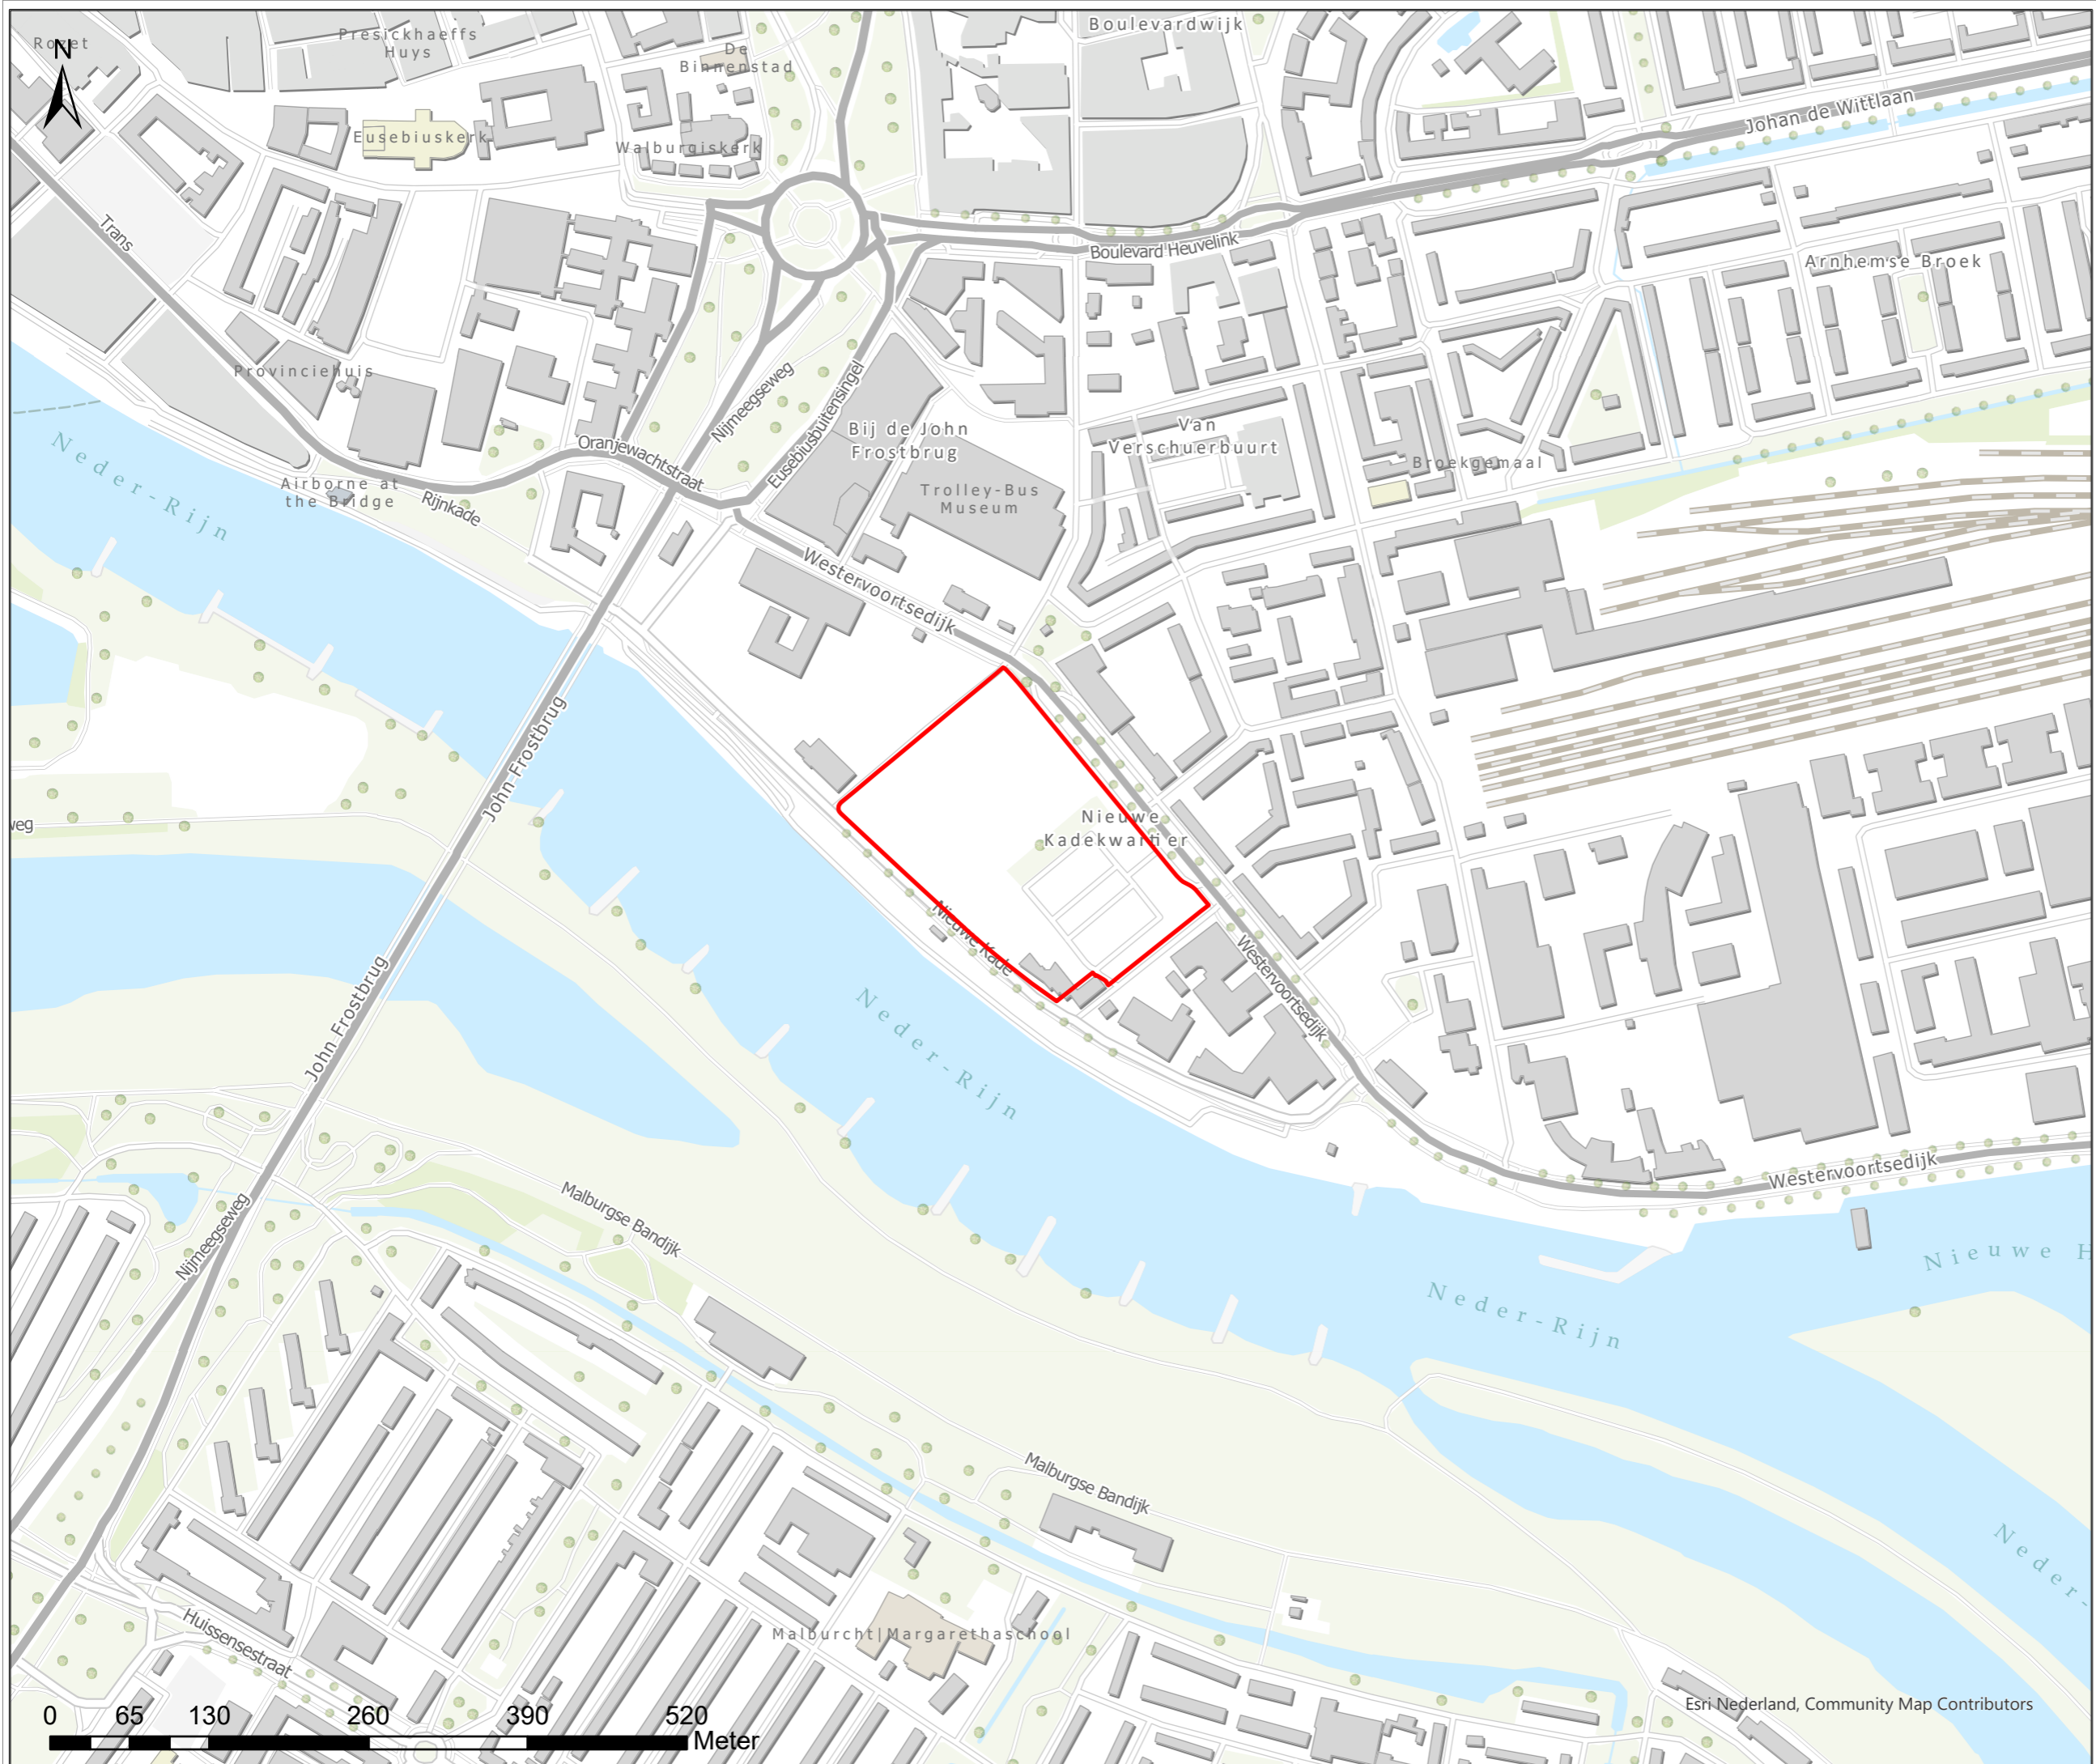 Boulevardwijk
Presickhaeffs
Huys
Rozet
N
De
Binnenstad
Johan de Wittlaan
Eusebiuskerk
Walburgiskerk
Trans
Boulevard Heuvelink
Arnhemse Broek
Provinciehuis
Nijmeegseweg
Eusebiusbuitensingel
Bij de John
Frostbrug
Van
Verschuerbuurt
Oranjewachtstraat
Broekgemaal
Neder-Rijn
Airborne at
the Bridge
Rijnkade
Trolley-Bus
Museum
Westervoortsedijk
John Frostbrug
Nieuwe
Kadekwartier
weg
Nieuwe Kade
Westervoortsedijk
John Frostbrug
Neder-Rijn
Westervoortsedijk
Malburgse Bandijk
Nijmeegseweg
Nieuwe H
Neder-Rijn
Malburgse Bandijk
Neder-
Huissensestraat
Malburcht|Margarethaschool
Esri Nederland, Community Map Contributors
0 65 130 260 390 520
Meter